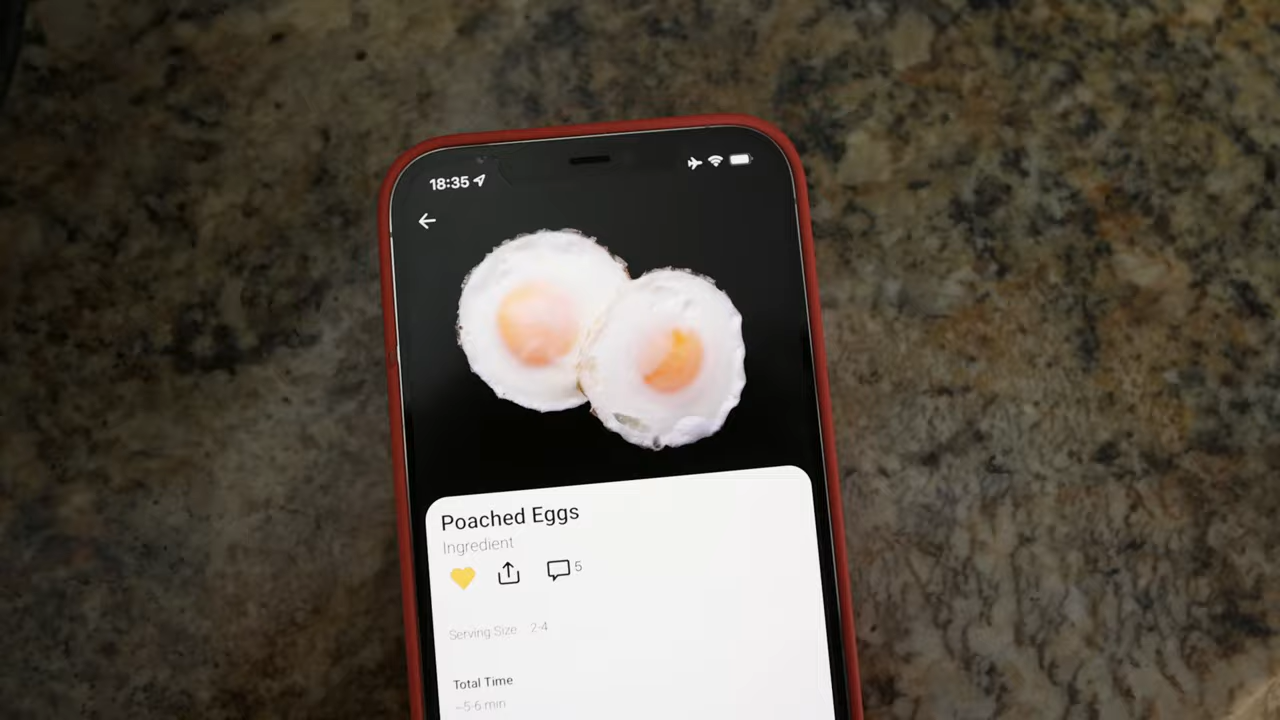 18:35
Poached Eggs
Ingredient
5
Serving Size 2-4
Total Time
~5-6 min